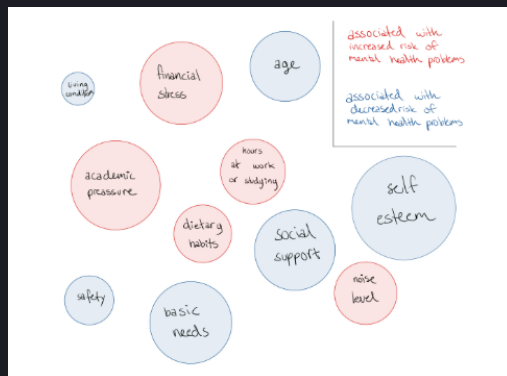 associated with
increased risk of
mental health problems
associated with
decreased risk of
mental health problems
living
condition
financial
stress
age
academic
preassure
hours
at work
or studying
self
esteem
dietary
habits
social
support
safety
basic
needs
noise
level